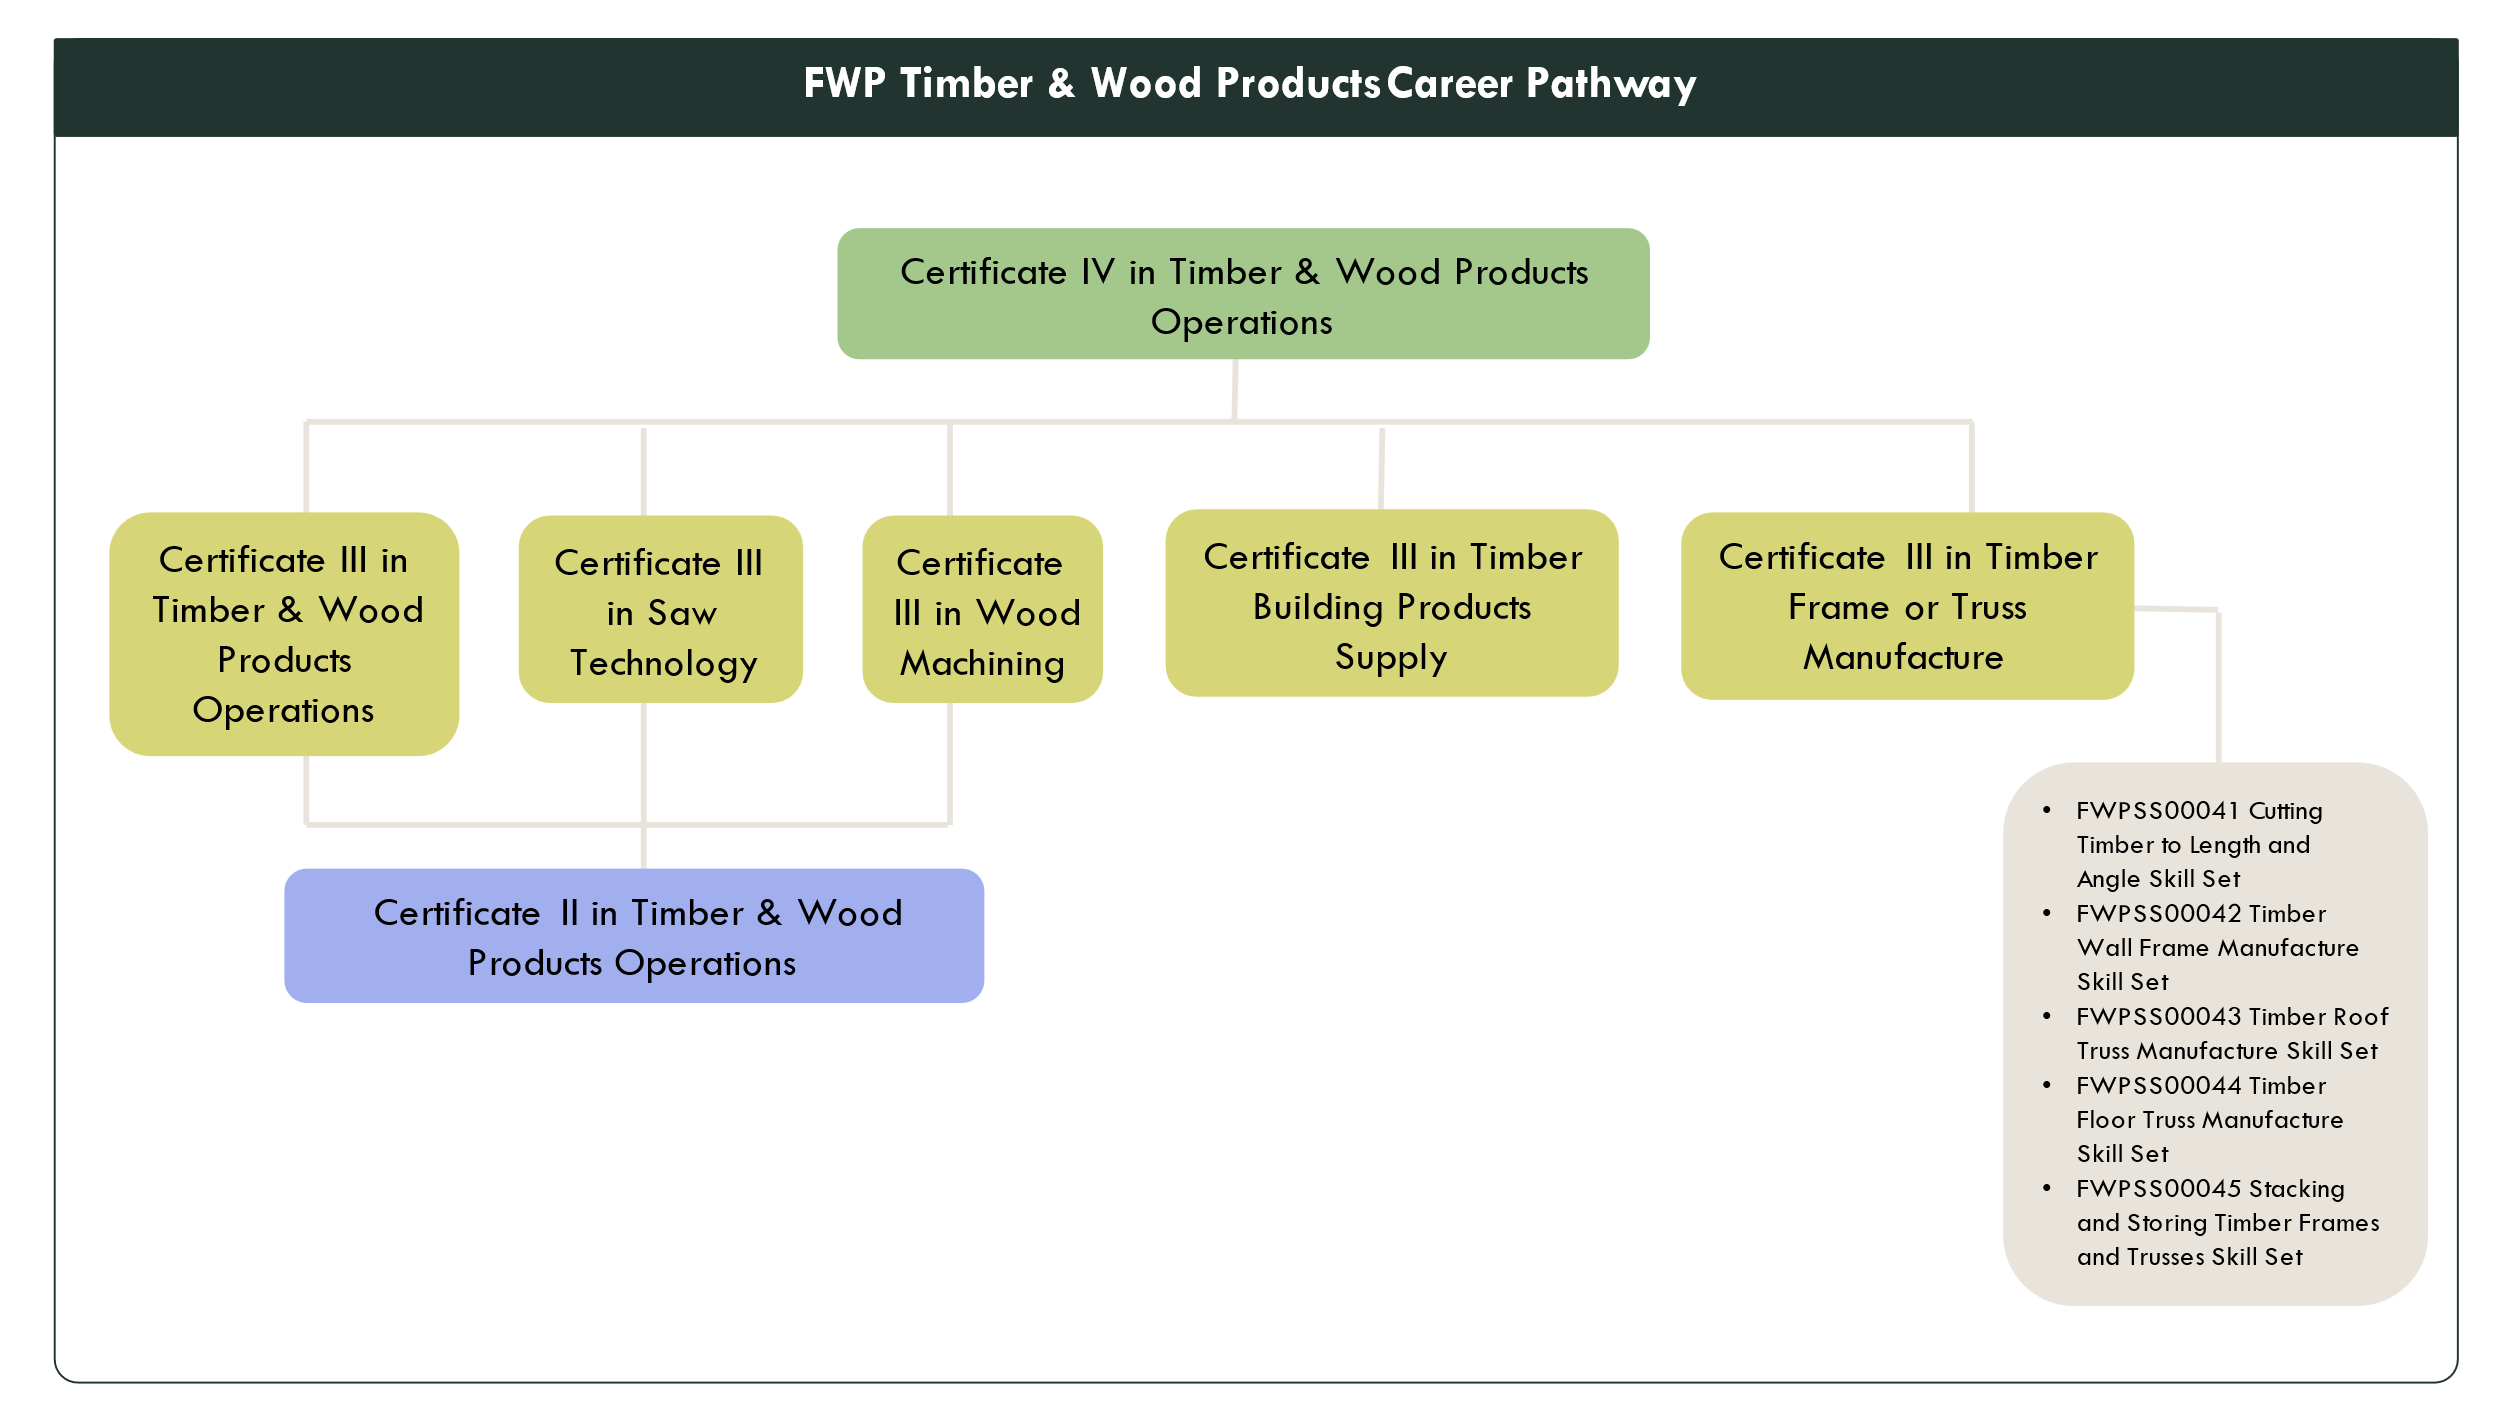 FWP Timber & Wood Products Career Pathway
Certificate IV in Timber & Wood Products
Operations
Certificate III in
Timber & Wood
Products
Operations
Certificate III
in Saw
Technology
Certificate
III in Wood
Machining
Certificate III in Timber
Building Products
Supply
Certificate III in Timber
Frame or Truss
Manufacture
Certificate II in Timber & Wood
Products Operations
• FWPSS00041 Cutting
Timber to Length and
Angle Skill Set
• FWPSS00042 Timber
Wall Frame Manufacture
Skill Set
• FWPSS00043 Timber Roof
Truss Manufacture Skill Set
• FWPSS00044 Timber
Floor Truss Manufacture
Skill Set
• FWPSS00045 Stacking
and Storing Timber Frames
and Trusses Skill Set